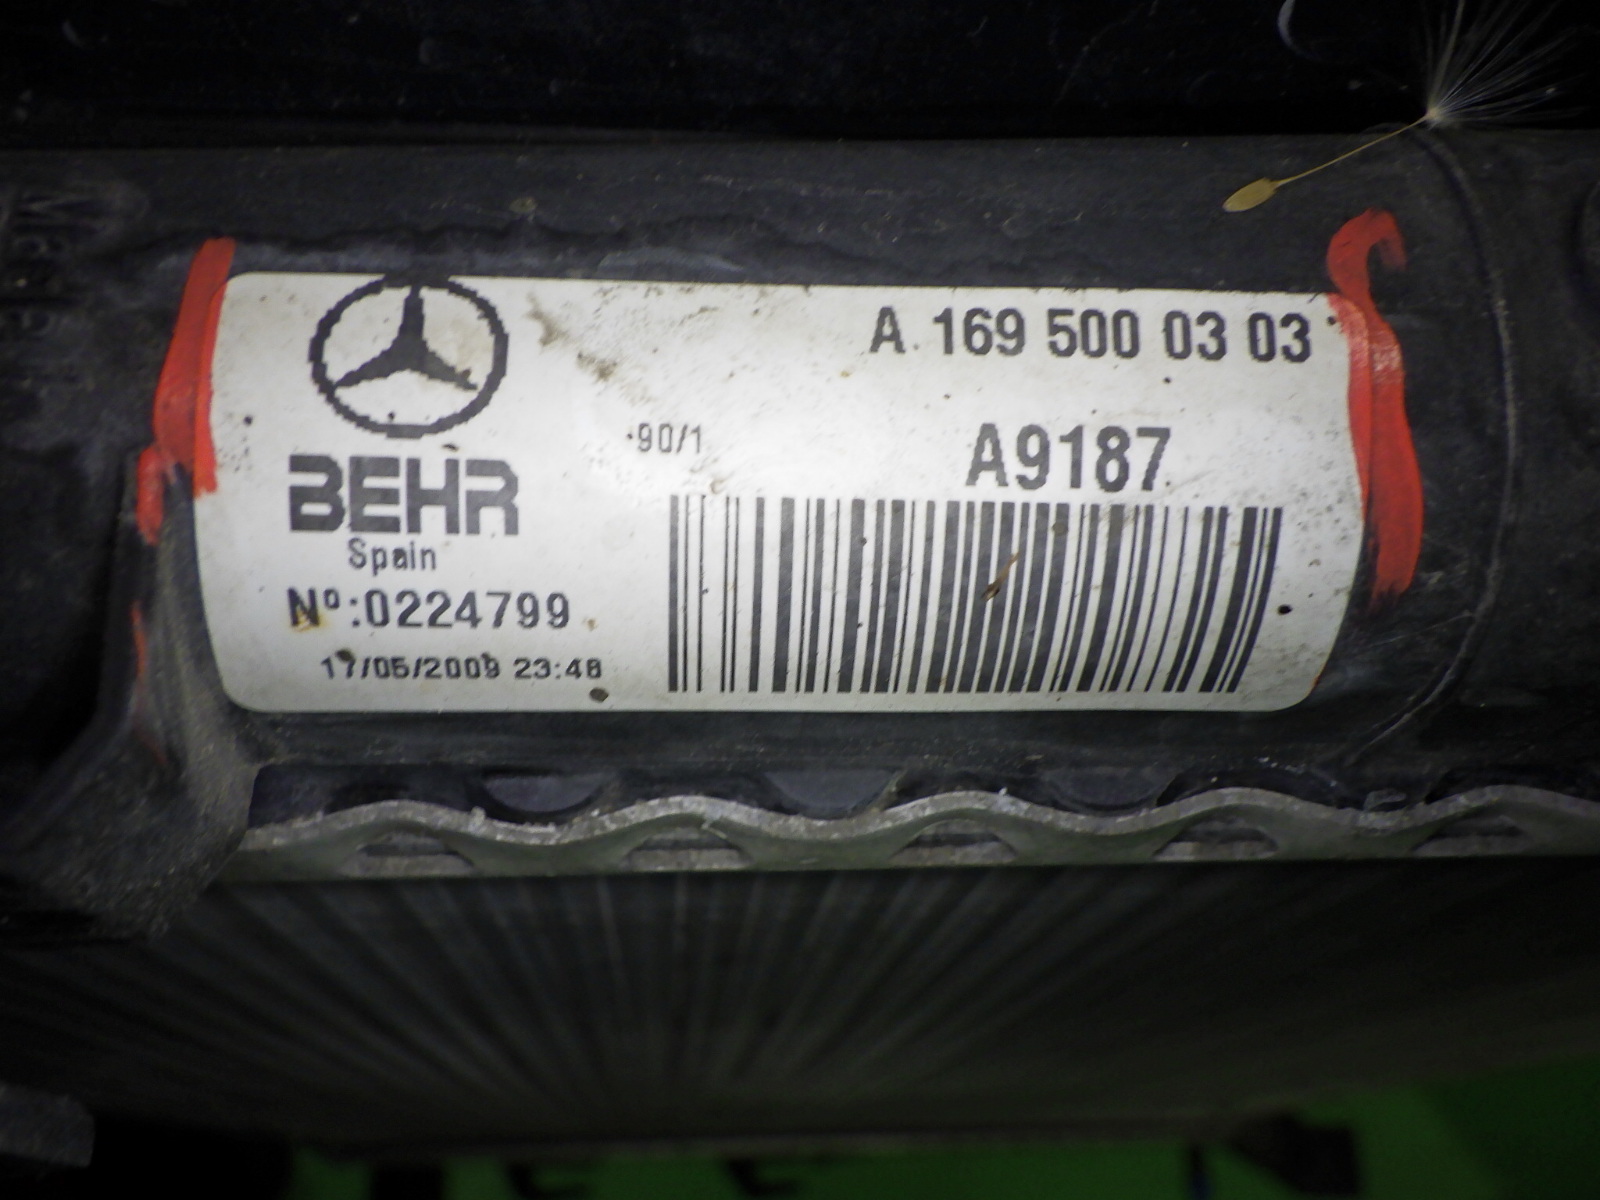 A 169 500 03 03
90/1
A9187
BEHR
Spain
Nº:0224799
17/05/2009 23:48